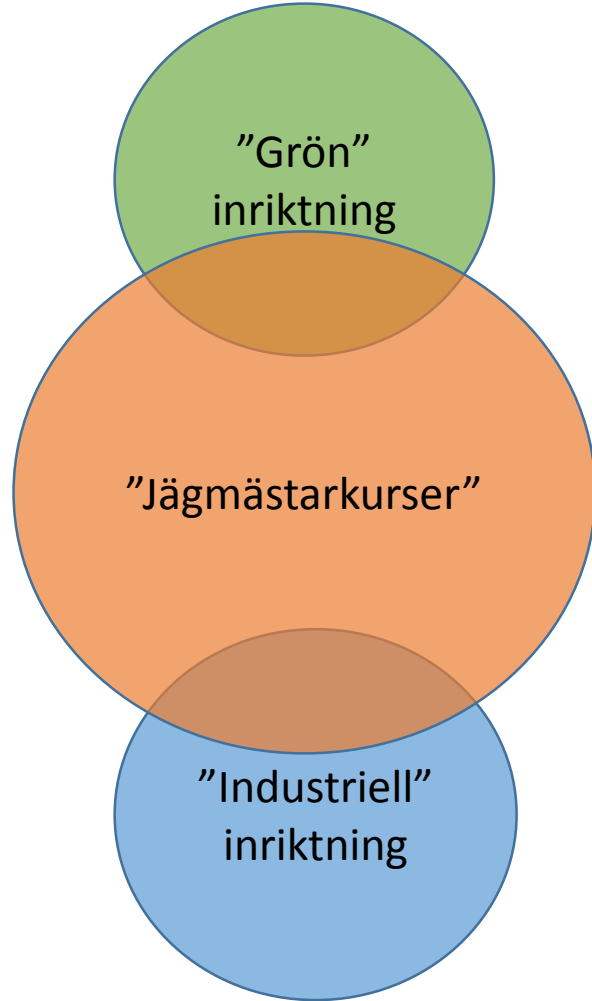 ”Grön”
inriktning
”Jägmästarkurser”
”Industriell”
inriktning